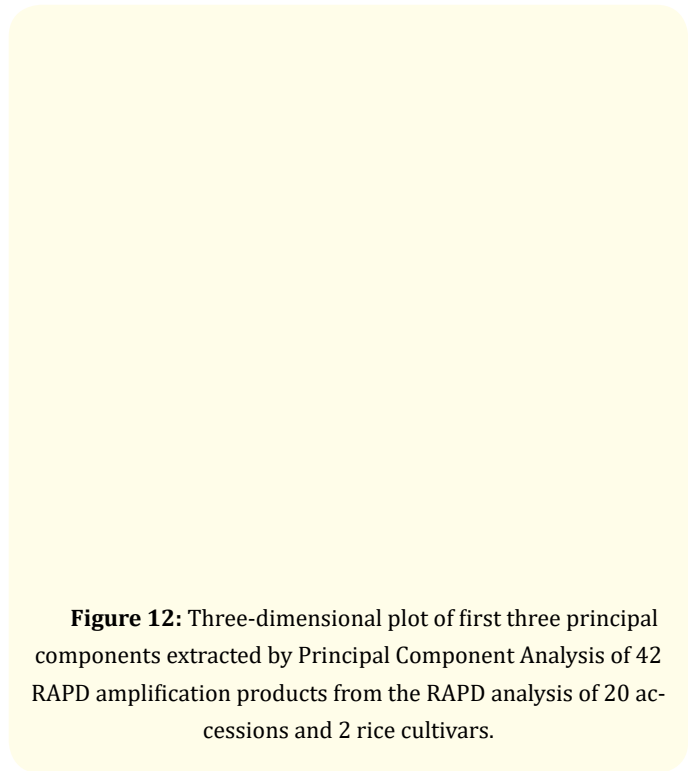 Figure 12: Three-dimensional plot of first three principal
components extracted by Principal Component Analysis of 42
RAPD amplification products from the RAPD analysis of 20 ac-
cessions and 2 rice cultivars.